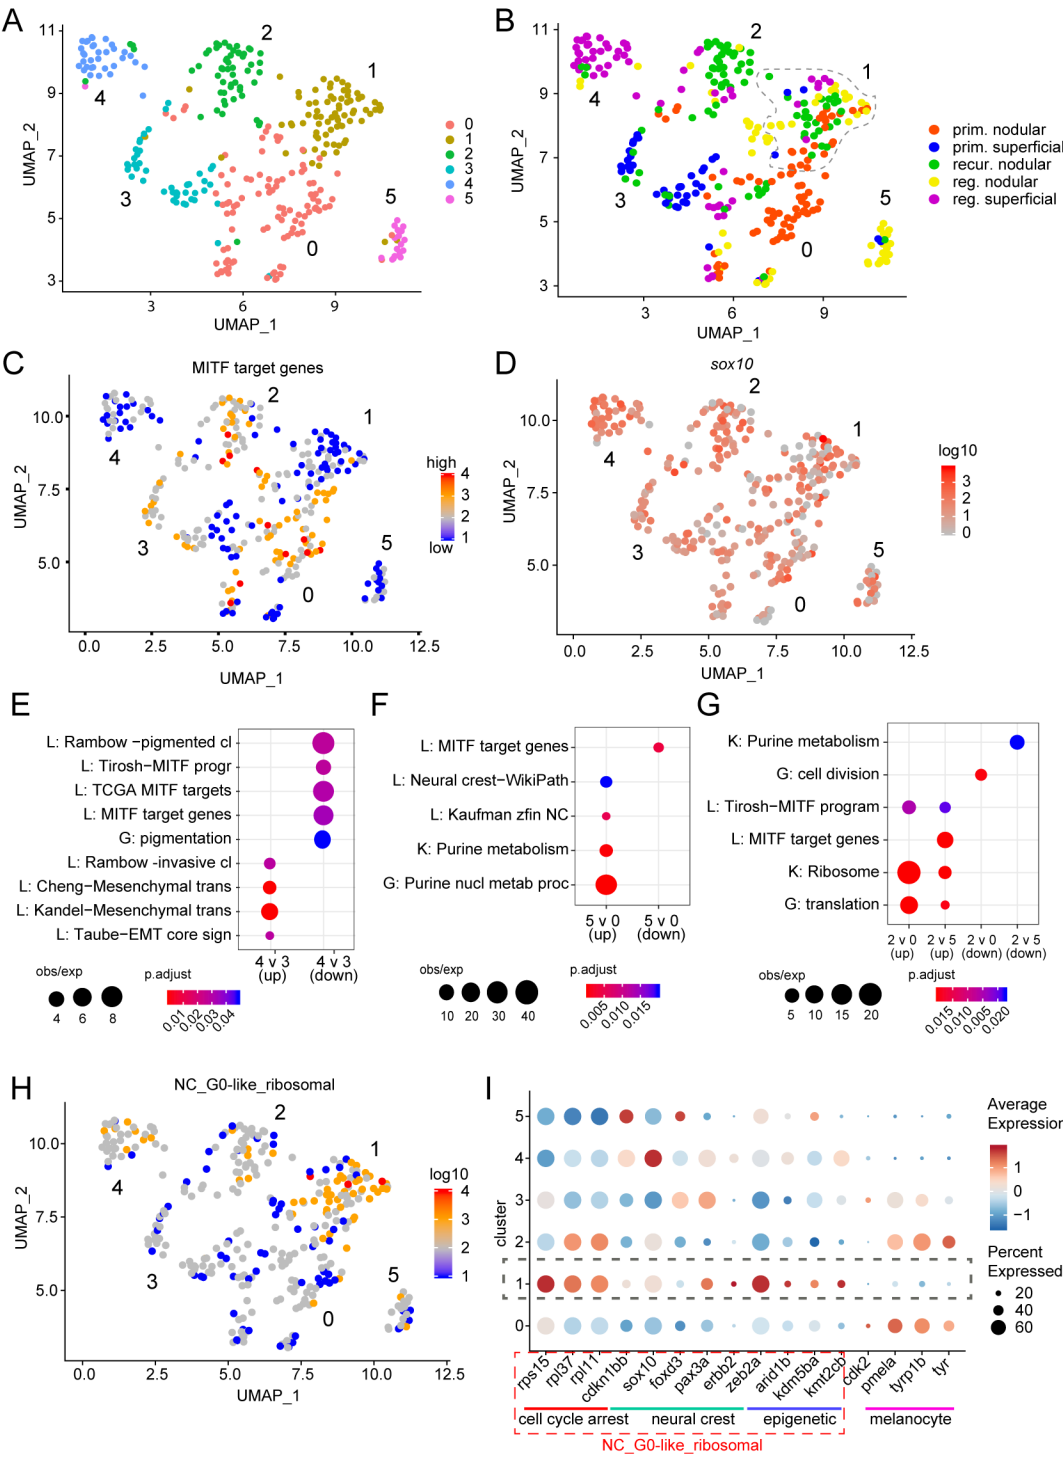 A
11
9
7
5
3
UMAP_2
3
6
9
UMAP_1
2
1
4
3
5
0
0
1
2
3
4
5
B
11
9
7
5
3
UMAP_2
3
6
9
UMAP_1
2
1
4
3
5
0
prim. nodular
prim. superficial
recur. nodular
reg. nodular
reg. superficial
C
MITF target genes
10.0
7.5
5.0
UMAP_2
0.0
2.5
5.0
7.5
10.0
12.5
UMAP_1
2
1
4
3
5
0
high
4
3
2
1
low
D
sox10
10.0
7.5
5.0
UMAP_2
0.0
2.5
5.0
7.5
10.0
12.5
UMAP_1
2
1
4
3
5
0
log10
3
2
1
0
E
L: Rambow −pigmented cl
L: Tirosh−MITF progr
L: TCGA MITF targets
L: MITF target genes
G: pigmentation
L: Rambow -invasive cl
L: Cheng−Mesenchymal trans
L: Kandel−Mesenchymal trans
L: Taube−EMT core sign
4 v 3
(up)
4 v 3
(down)
obs/exp
4
6
8
p.adjust
0.01
0.02
0.03
0.04
F
L: MITF target genes
L: Neural crest−WikiPath
L: Kaufman zfin NC
K: Purine metabolism
G: Purine nucl metab proc
5 v 0
(up)
5 v 0
(down)
obs/exp
10
20
30
40
p.adjust
0.005
0.010
0.015
G
K: Purine metabolism
G: cell division
L: Tirosh−MITF program
L: MITF target genes
K: Ribosome
G: translation
2 v 0
(up)
2 v 5
(up)
2 v 0
(down)
2 v 5
(down)
obs/exp
5
10
15
20
p.adjust
0.015
0.010
0.005
0.020
H
NC_G0-like_ribosomal
10.0
7.5
5.0
UMAP_2
0.0
2.5
5.0
7.5
10.0
12.5
UMAP_1
2
1
4
3
5
0
log10
4
3
2
1
I
cluster
5
4
3
2
1
0
rps15
rpl37
rpl11
cdkn1bb
sox10
foxd3
pax3a
erbb2
zeb2a
arid1b
kdm5ba
kmt2cb
cdk2
pmela
tyrp1b
tyr
cell cycle arrest
neural crest
epigenetic
melanocyte
NC_G0-like_ribosomal
Average
Expression
1
0
−1
Percent
Expressed
20
40
60